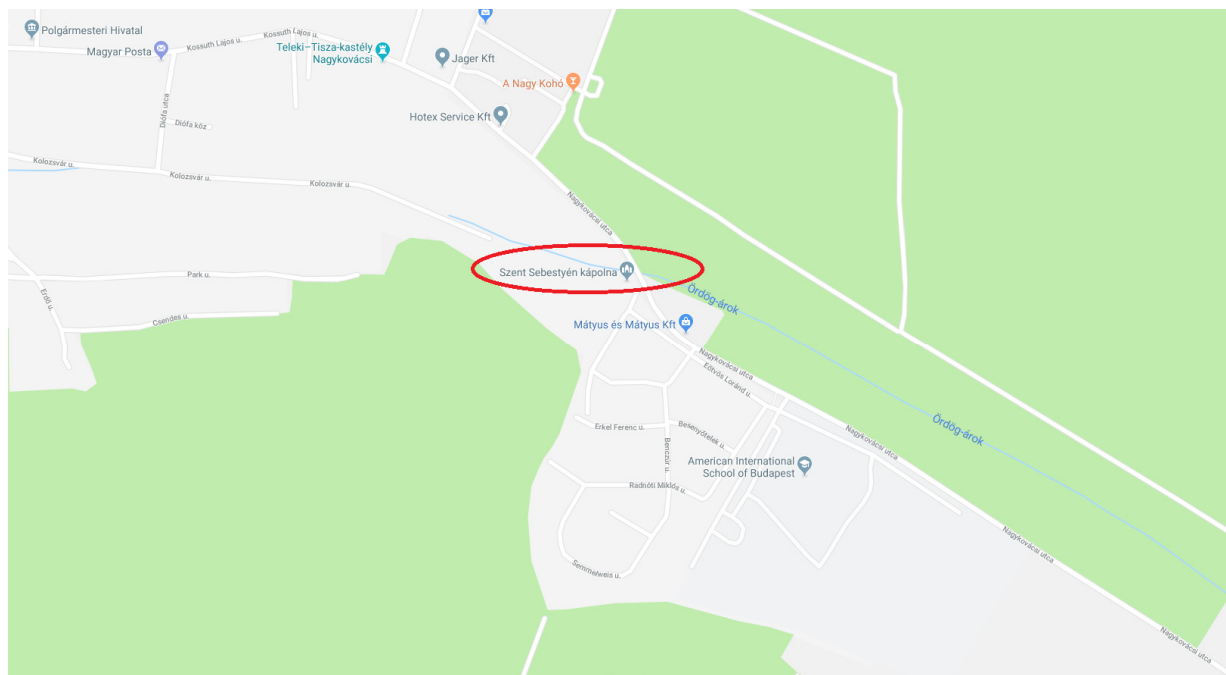 Polgármesteri Hivatal
Magyar Posta
Kossuth Lajos u.
Kossuth Lajos u.
Teleki–Tisza-kastély
Nagykovácsi
Jager Kft
A Nagy Kohó
Hotex Service Kft
Diófa utca
Diófa köz
Kolozsvár u.
Kolozsvár u.
Kolozsvár u.
Nagykovácsi utca
Szent Sebestyén kápolna
Park u.
Erdő u.
Csendes u.
Ördög-árok
Mátyus és Mátyus Kft
Nagykovácsi utca
Eötvös Loránd u.
Erkel Ferenc u.
Besenyőtelek u.
Benczúr u.
Ördög-árok
Nagykovácsi utca
American International
School of Budapest
Radnóti Miklós u.
Semmelweis u.
Nagykovácsi utca
Nagykovácsi utca